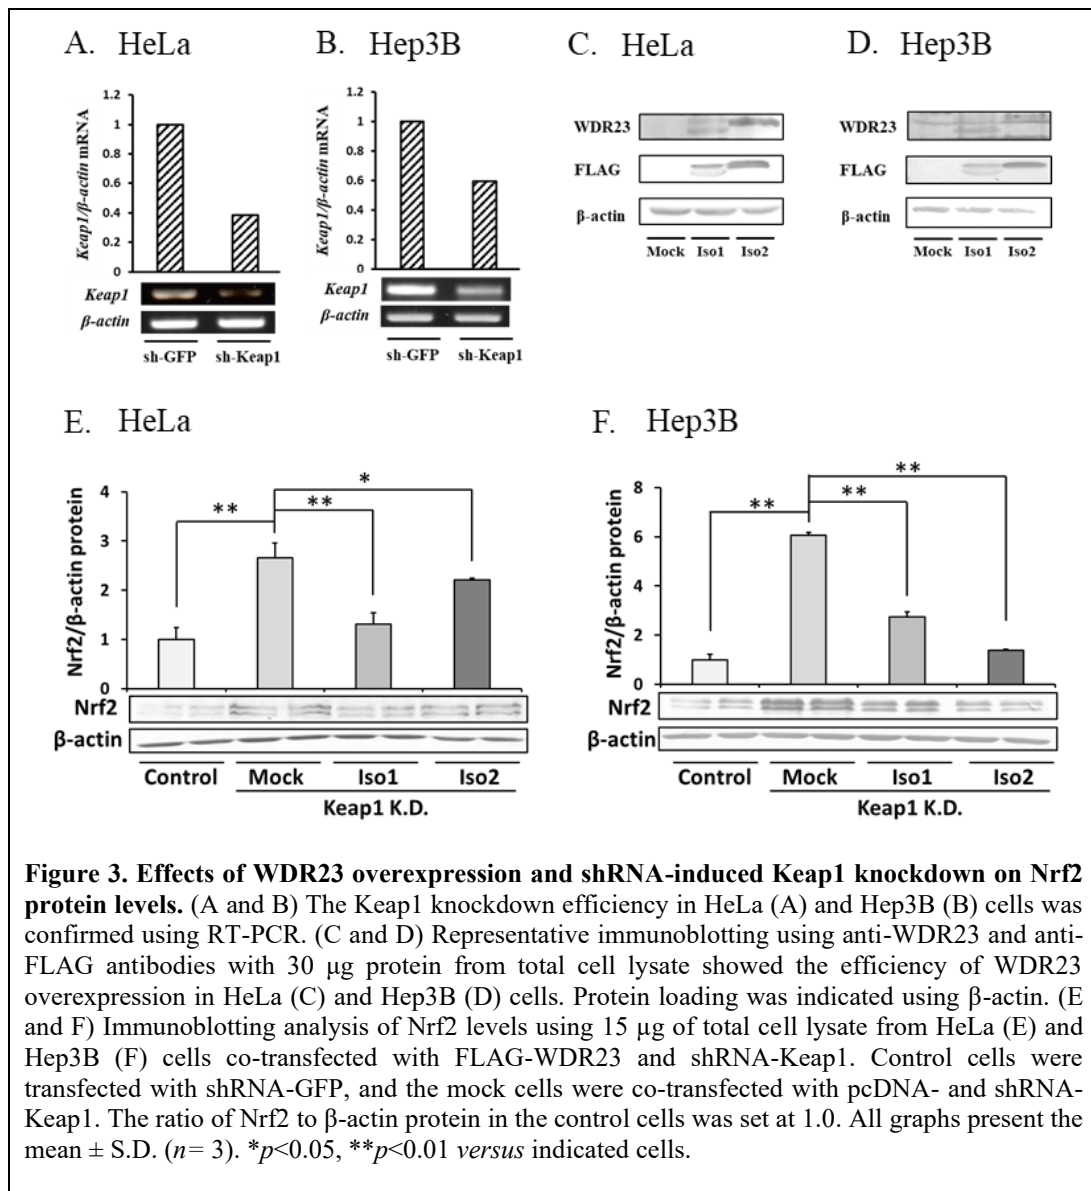 A. HeLa
1.2
1
0.8
0.6
0.4
0.2
0
Keap1/β-actin mRNA
Keap1
β-actin
sh-GFP sh-Keap1
B. Hep3B
1.2
1
0.8
0.6
0.4
0.2
0
Keap1/β-actin mRNA
Keap1
β-actin
sh-GFP sh-Keap1
C. HeLa
WDR23
FLAG
β-actin
Mock Iso1 Iso2
D. Hep3B
WDR23
FLAG
β-actin
Mock Iso1 Iso2
E. HeLa
4
3
2
1
0
Nrf2/β-actin protein
**
**
*
Nrf2
β-actin
Control Mock Iso1 Iso2
Keap1 K.D.
F. Hep3B
8
6
4
2
0
Nrf2/β-actin protein
**
**
**
Nrf2
β-actin
Control Mock Iso1 Iso2
Keap1 K.D.
Figure 3. Effects of WDR23 overexpression and shRNA-induced Keap1 knockdown on Nrf2
protein levels. (A and B) The Keap1 knockdown efficiency in HeLa (A) and Hep3B (B) cells was
confirmed using RT-PCR. (C and D) Representative immunoblotting using anti-WDR23 and anti-
FLAG antibodies with 30 μg protein from total cell lysate showed the efficiency of WDR23
overexpression in HeLa (C) and Hep3B (D) cells. Protein loading was indicated using β-actin. (E
and F) Immunoblotting analysis of Nrf2 levels using 15 μg of total cell lysate from HeLa (E) and
Hep3B (F) cells co-transfected with FLAG-WDR23 and shRNA-Keap1. Control cells were
transfected with shRNA-GFP, and the mock cells were co-transfected with pcDNA- and shRNA-
Keap1. The ratio of Nrf2 to β-actin protein in the control cells was set at 1.0. All graphs present the
mean ± S.D. (n= 3). *p<0.05, **p<0.01 versus indicated cells.